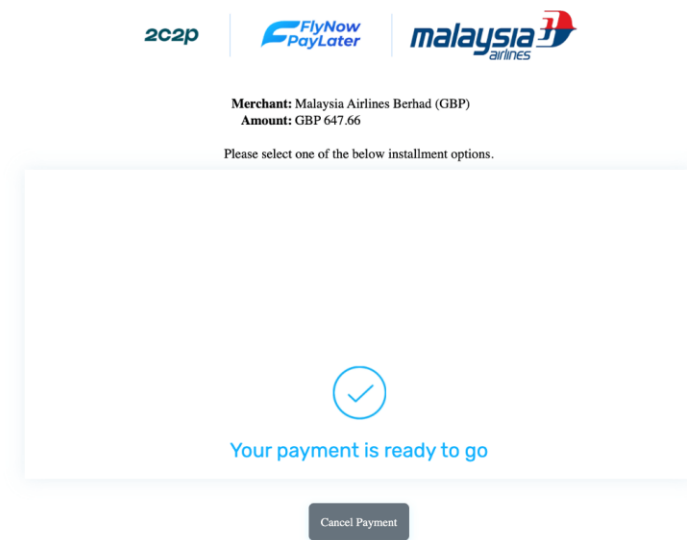 2c2p
FlyNow
PayLater
malaysia
airlines
Merchant: Malaysia Airlines Berhad (GBP)
Amount: GBP 647.66
Please select one of the below installment options.
Your payment is ready to go
Cancel Payment